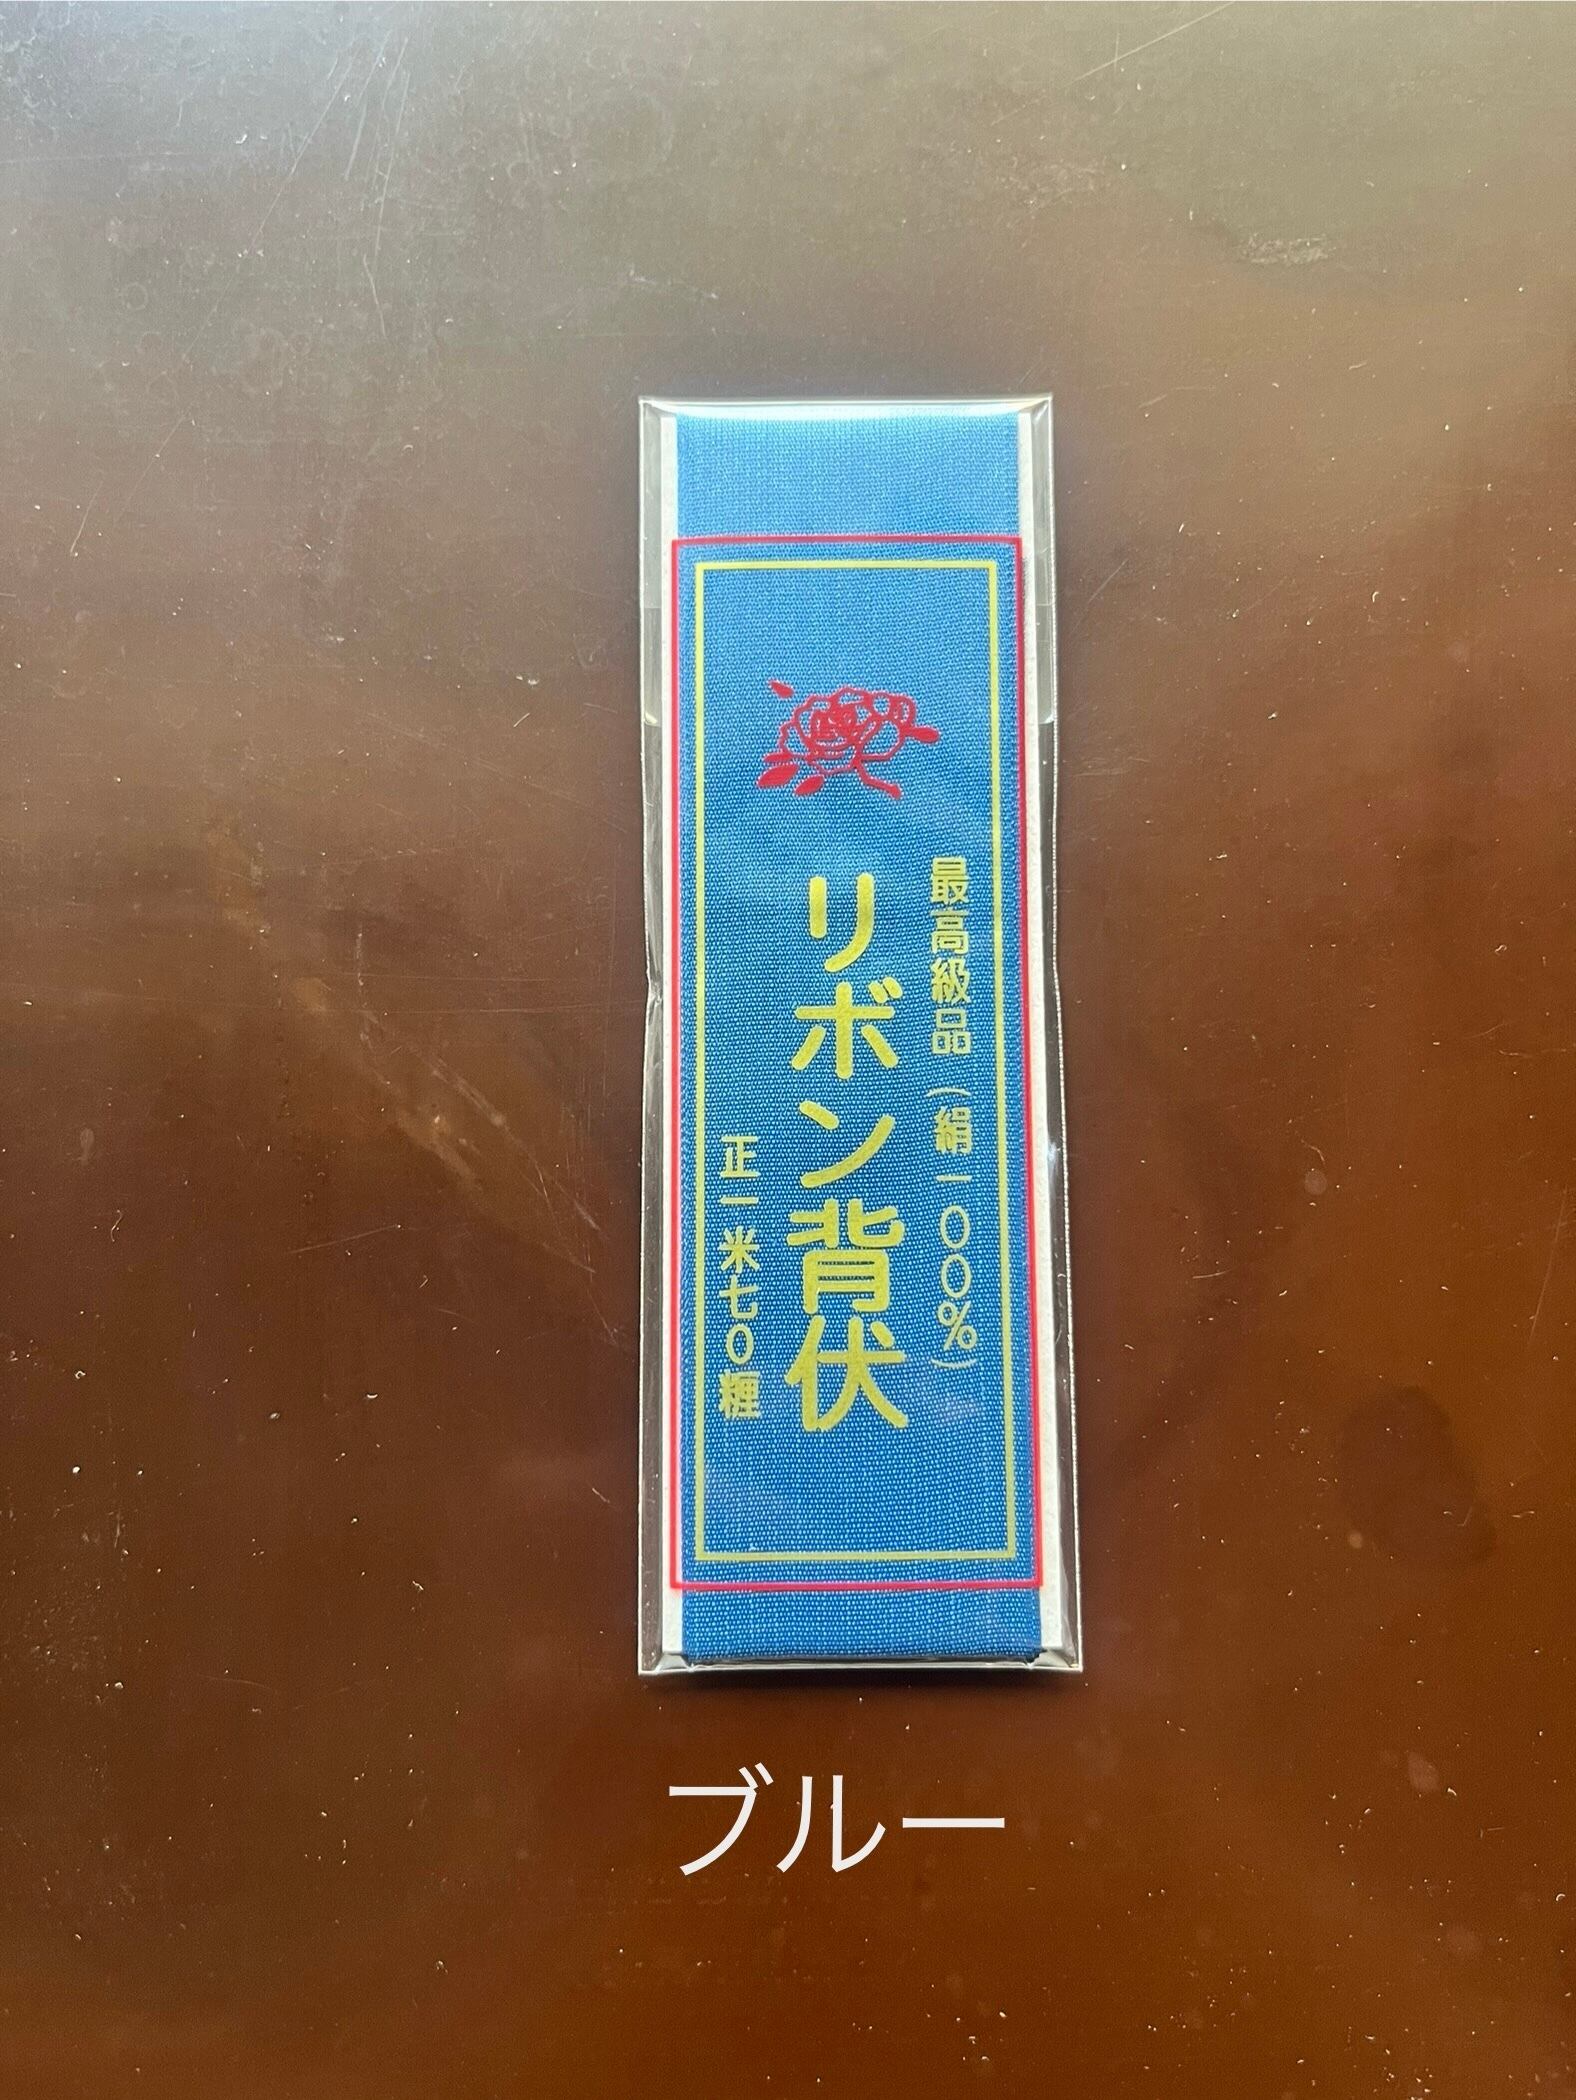 最高級品（絹一〇〇%）
リボン背伏
正一米七〇糎
ブルー